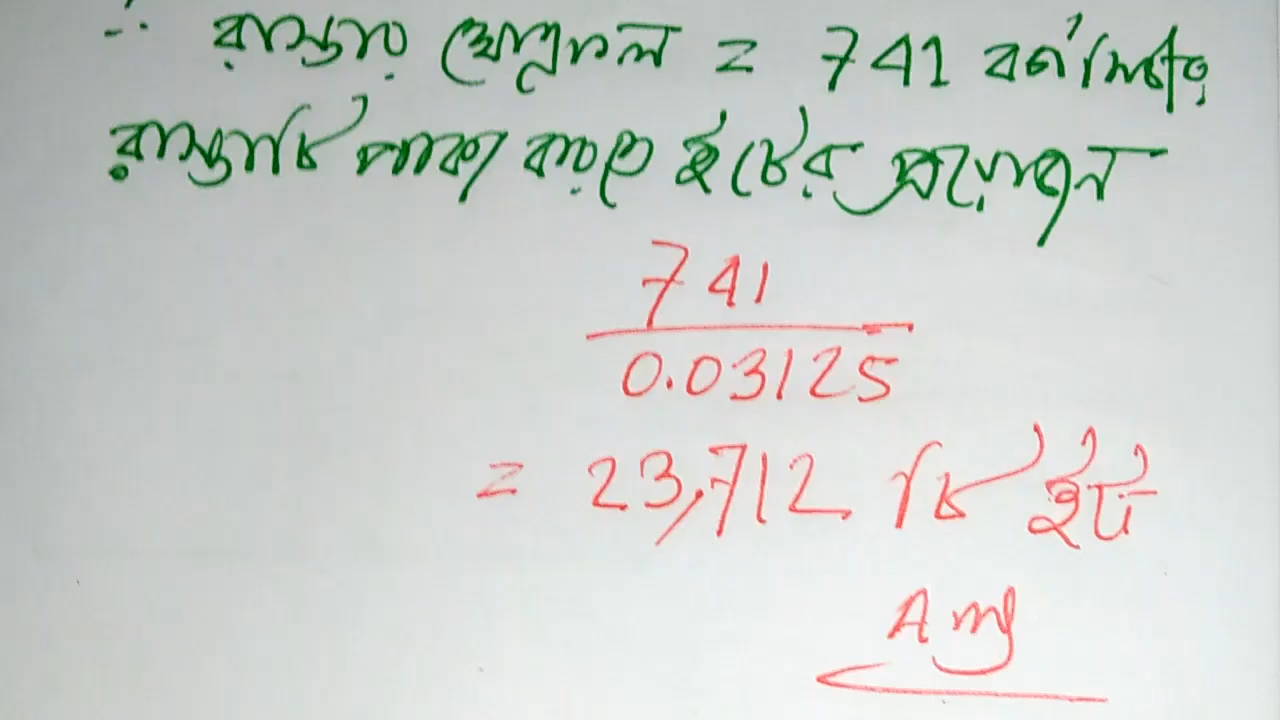 ∴ রাস্তার ক্ষেত্রফল = 741 বর্গমিটার
রাস্তাটি পাকা করতে ইটের প্রয়োজন
741
0.03125
= 23,712 টি ইট
Ans